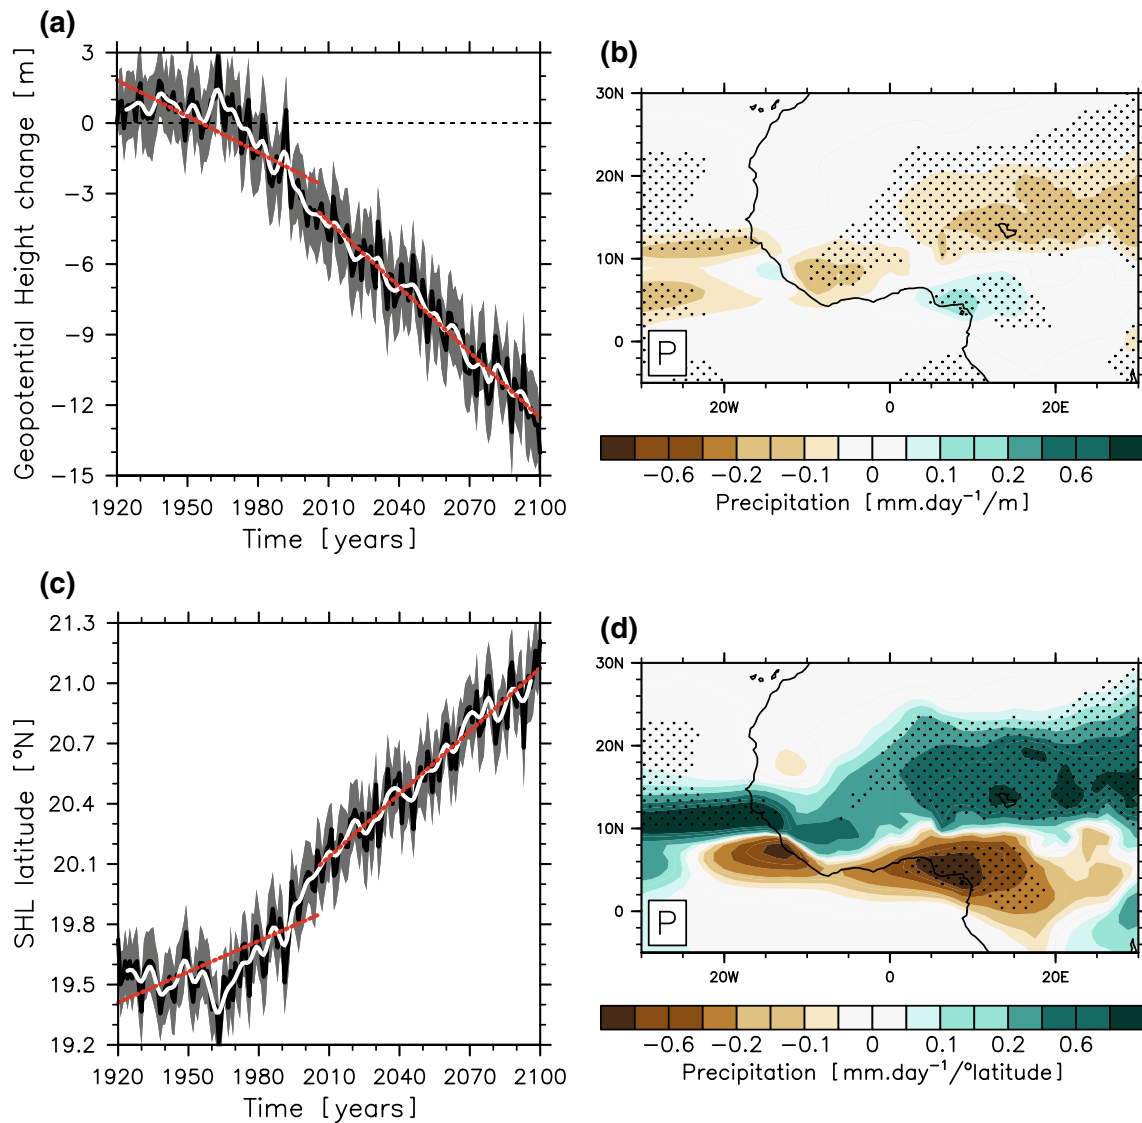 (a)
Geopotential Height change [m]
3
0
−3
−6
−9
−12
−15
1920 1950 1980 2010 2040 2070 2100
Time [years]
(b)
30N
20N
10N
0
P
20W 0 20E
−0.6 −0.2 −0.1 0 0.1 0.2 0.6
Precipitation [mm.day⁻¹/m]
(c)
SHL latitude [°N]
21.3
21.0
20.7
20.4
20.1
19.8
19.5
19.2
1920 1950 1980 2010 2040 2070 2100
Time [years]
(d)
30N
20N
10N
0
P
20W 0 20E
−0.6 −0.2 −0.1 0 0.1 0.2 0.6
Precipitation [mm.day⁻¹/°latitude]